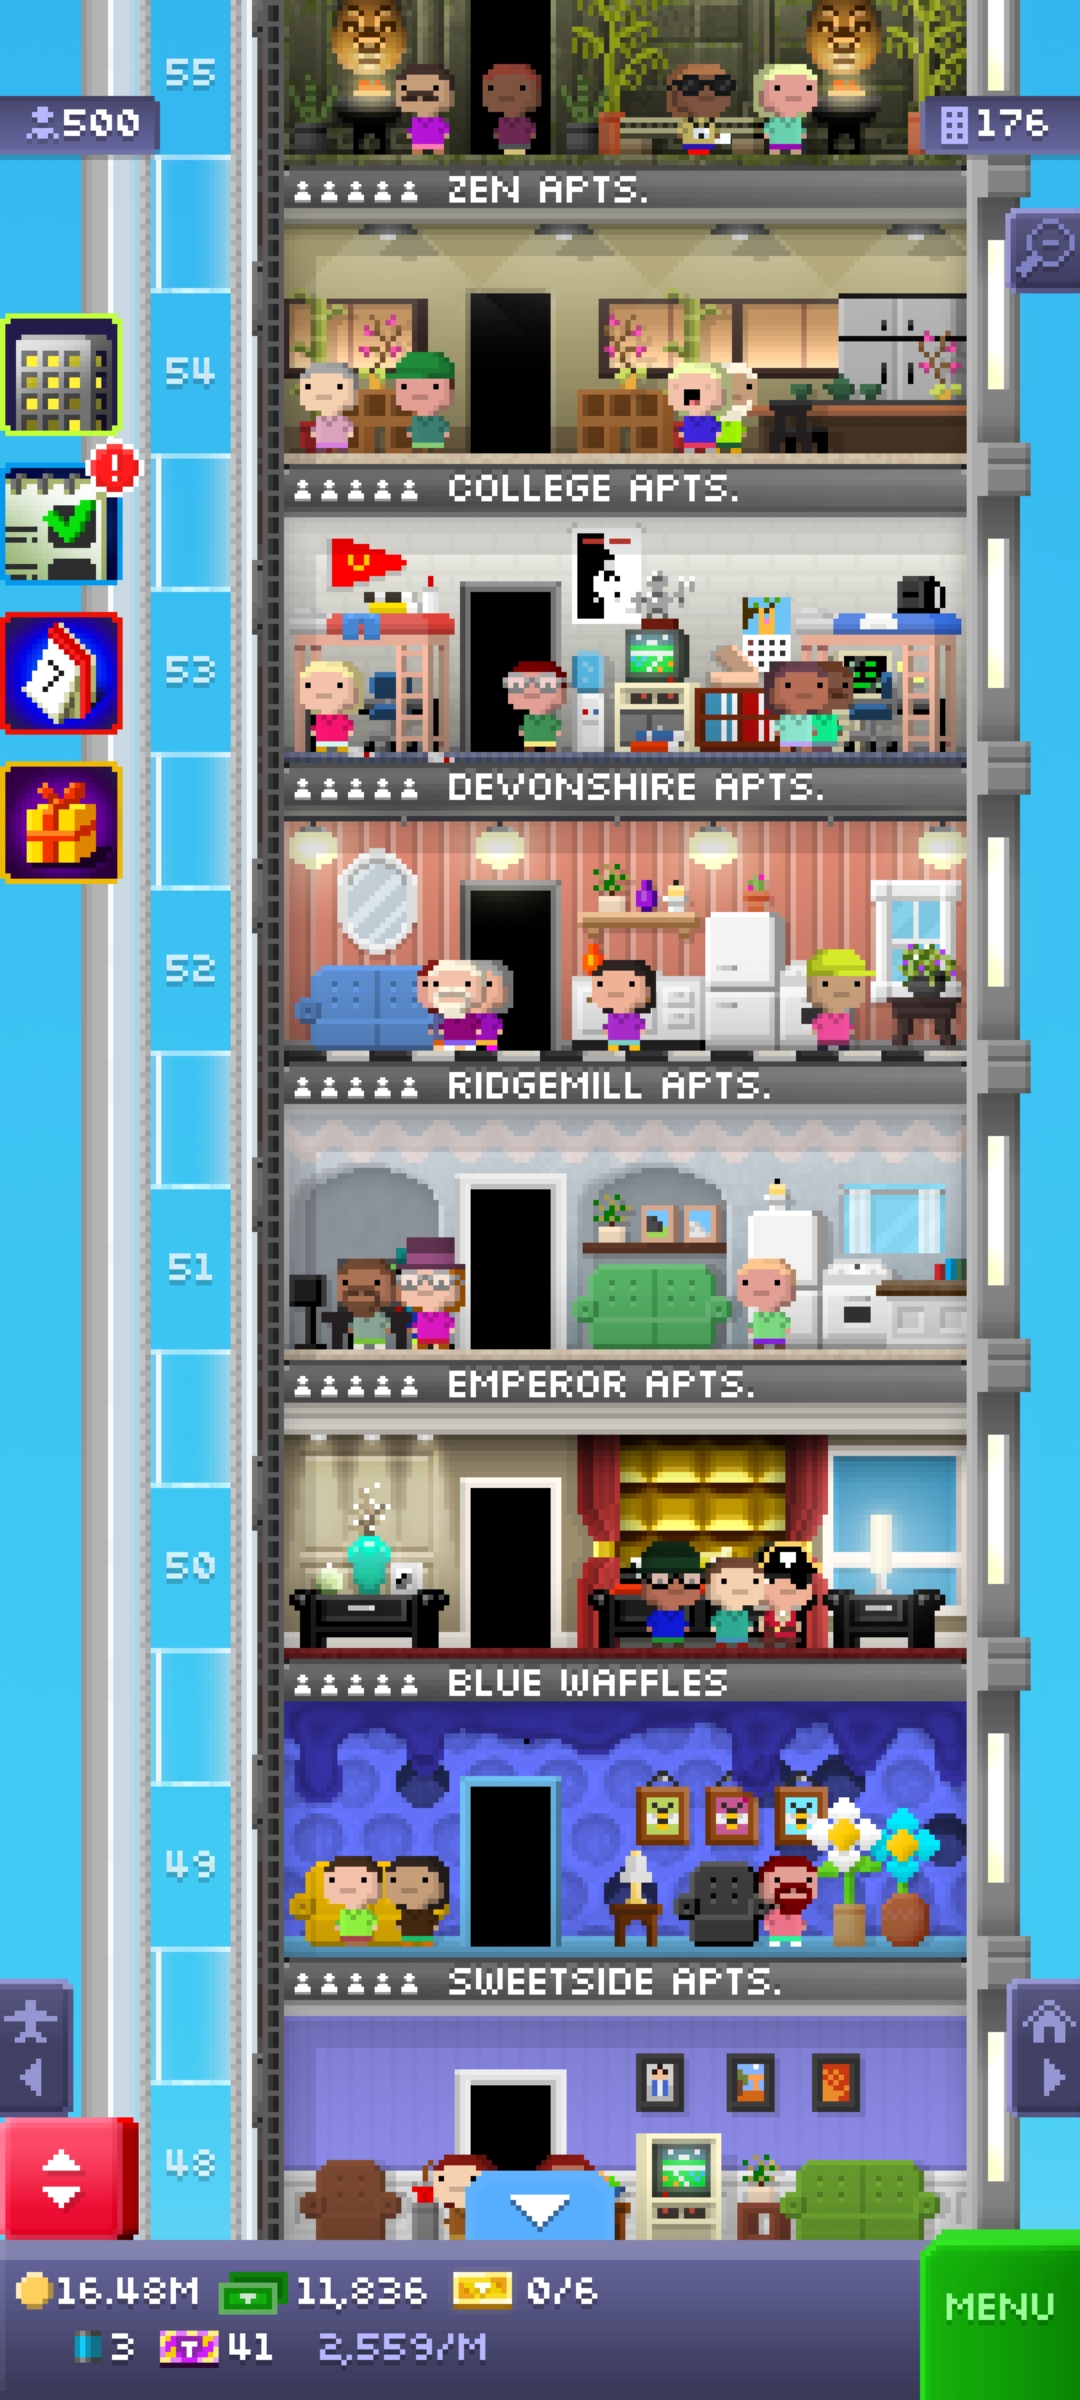 55
500
176
ZEN APTS.
54
COLLEGE APTS.
53
DEVONSHIRE APTS.
52
RIDGEMILL APTS.
51
EMPEROR APTS.
50
BLUE WAFFLES
49
SWEETSIDE APTS.
48
16.48M 11,836 0/6
3 41 2,559/M
MENU